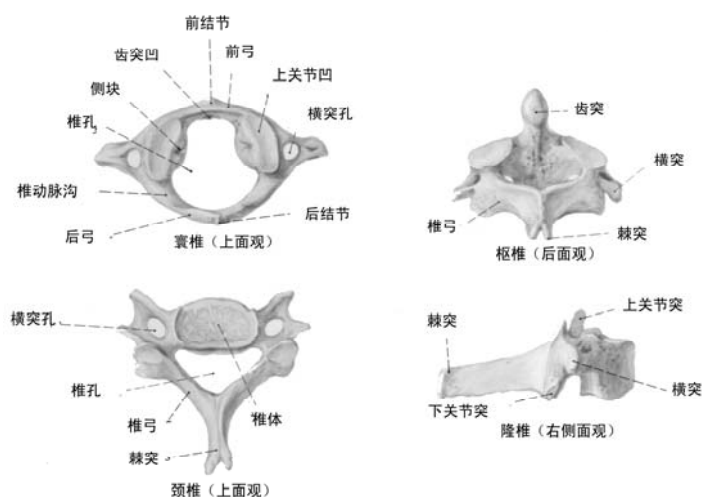 前结节
齿突凹
前弓
侧块
上关节凹
椎孔
横突孔
椎动脉沟
后弓
后结节
寰椎（上面观）
齿突
横突
椎弓
棘突
枢椎（后面观）
横突孔
椎孔
椎弓
椎体
棘突
颈椎（上面观）
上关节突
棘突
横突
下关节突
隆椎（右侧面观）